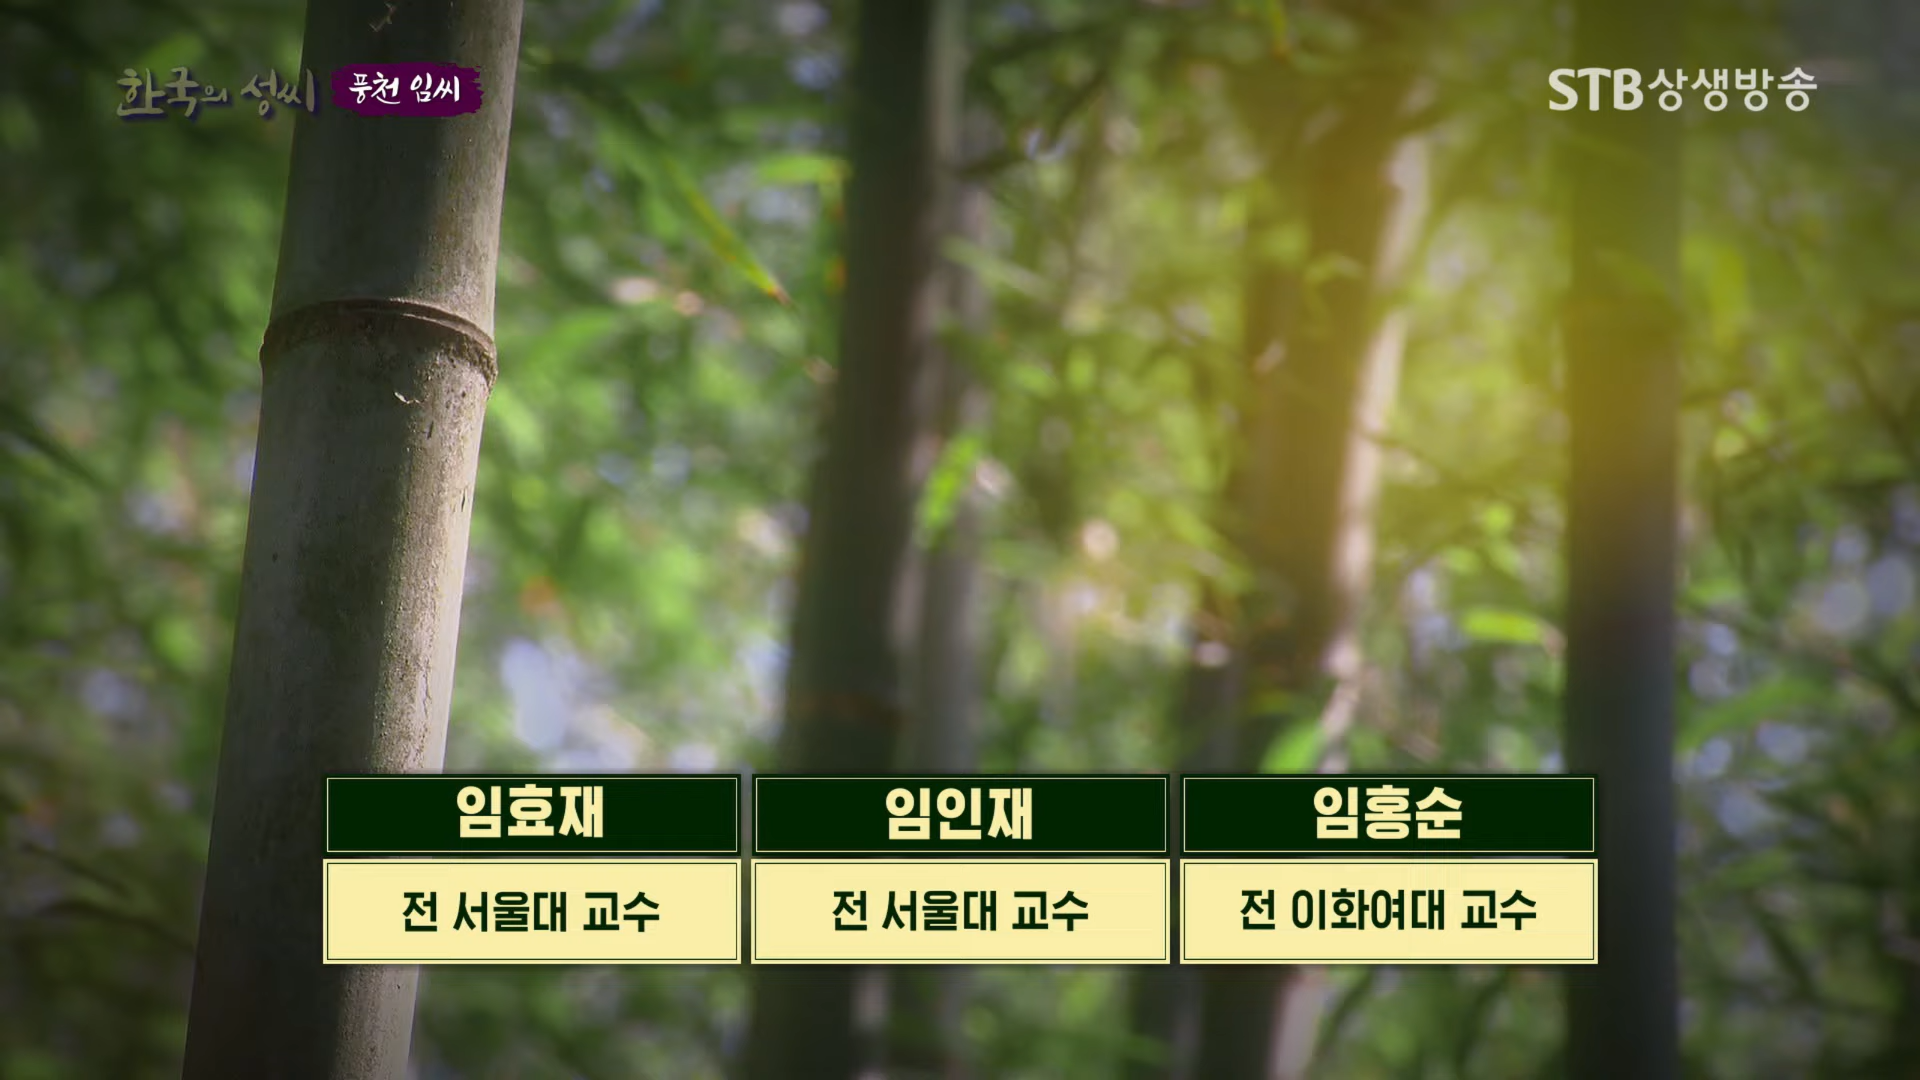 한국의 성씨 풍천 임씨
STB상생방송
임효재 임인재 임홍순
전 서울대 교수 전 서울대 교수 전 이화여대 교수